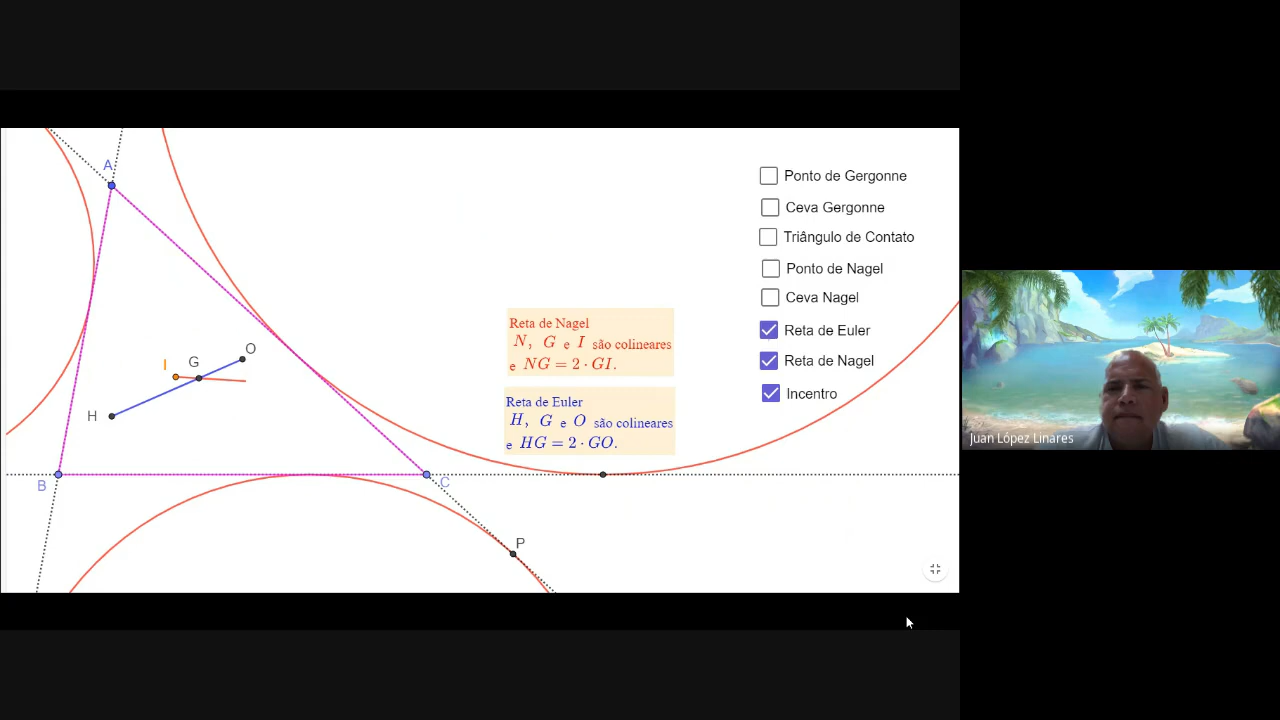 A
B
C
I
G
O
H
P
Reta de Nagel
N, G e I são colineares
e NG = 2 · GI.
Reta de Euler
H, G e O são colineares
e HG = 2 · GO.
Ponto de Gergonne
Ceva Gergonne
Triângulo de Contato
Ponto de Nagel
Ceva Nagel
Reta de Euler
Reta de Nagel
Incentro
Juan López Linares